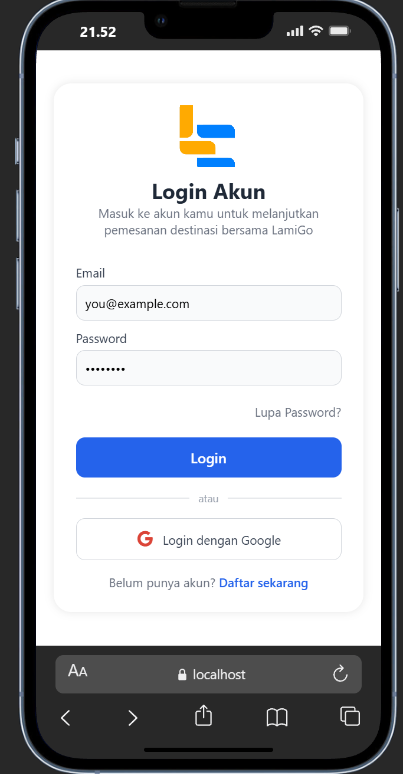 21.52
Login Akun
Masuk ke akun kamu untuk melanjutkan
pemesanan destinasi bersama LamiGo
Email
you@example.com
Password
••••••••
Lupa Password?
Login
atau
G Login dengan Google
Belum punya akun? Daftar sekarang
AA localhost